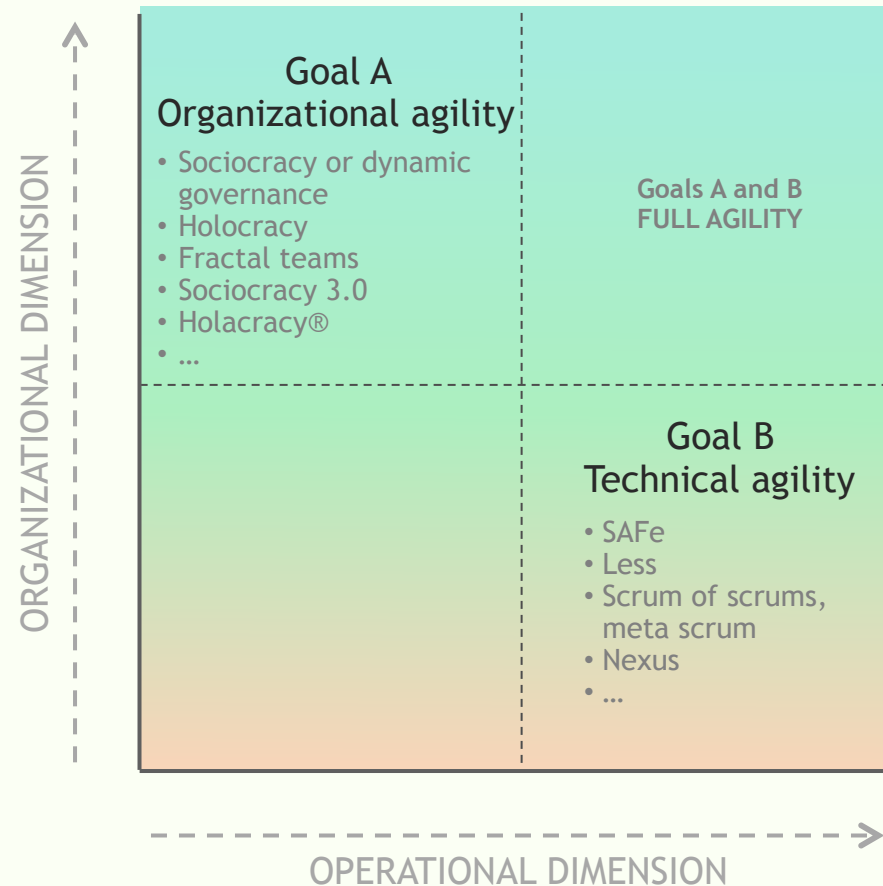 Goal A
Organizational agility
• Sociocracy or dynamic
governance
• Holocracy
• Fractal teams
• Sociocracy 3.0
• Holacracy®
• ...
Goals A and B
FULL AGILITY
Goal B
Technical agility
• SAFe
• Less
• Scrum of scrums,
meta scrum
• Nexus
• ...
ORGANIZATIONAL DIMENSION
OPERATIONAL DIMENSION